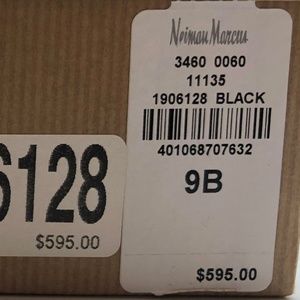 Neiman Marcus
3460 0060
11135
1906128 BLACK
401068707632
9B
$595.00
6128
$595.00